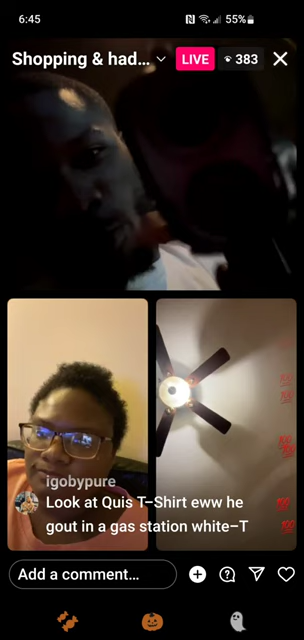 6:45
55%
Shopping & had...
LIVE
383
igobypure
Look at Quis T-Shirt eww he
gout in a gas station white-T
Add a comment...